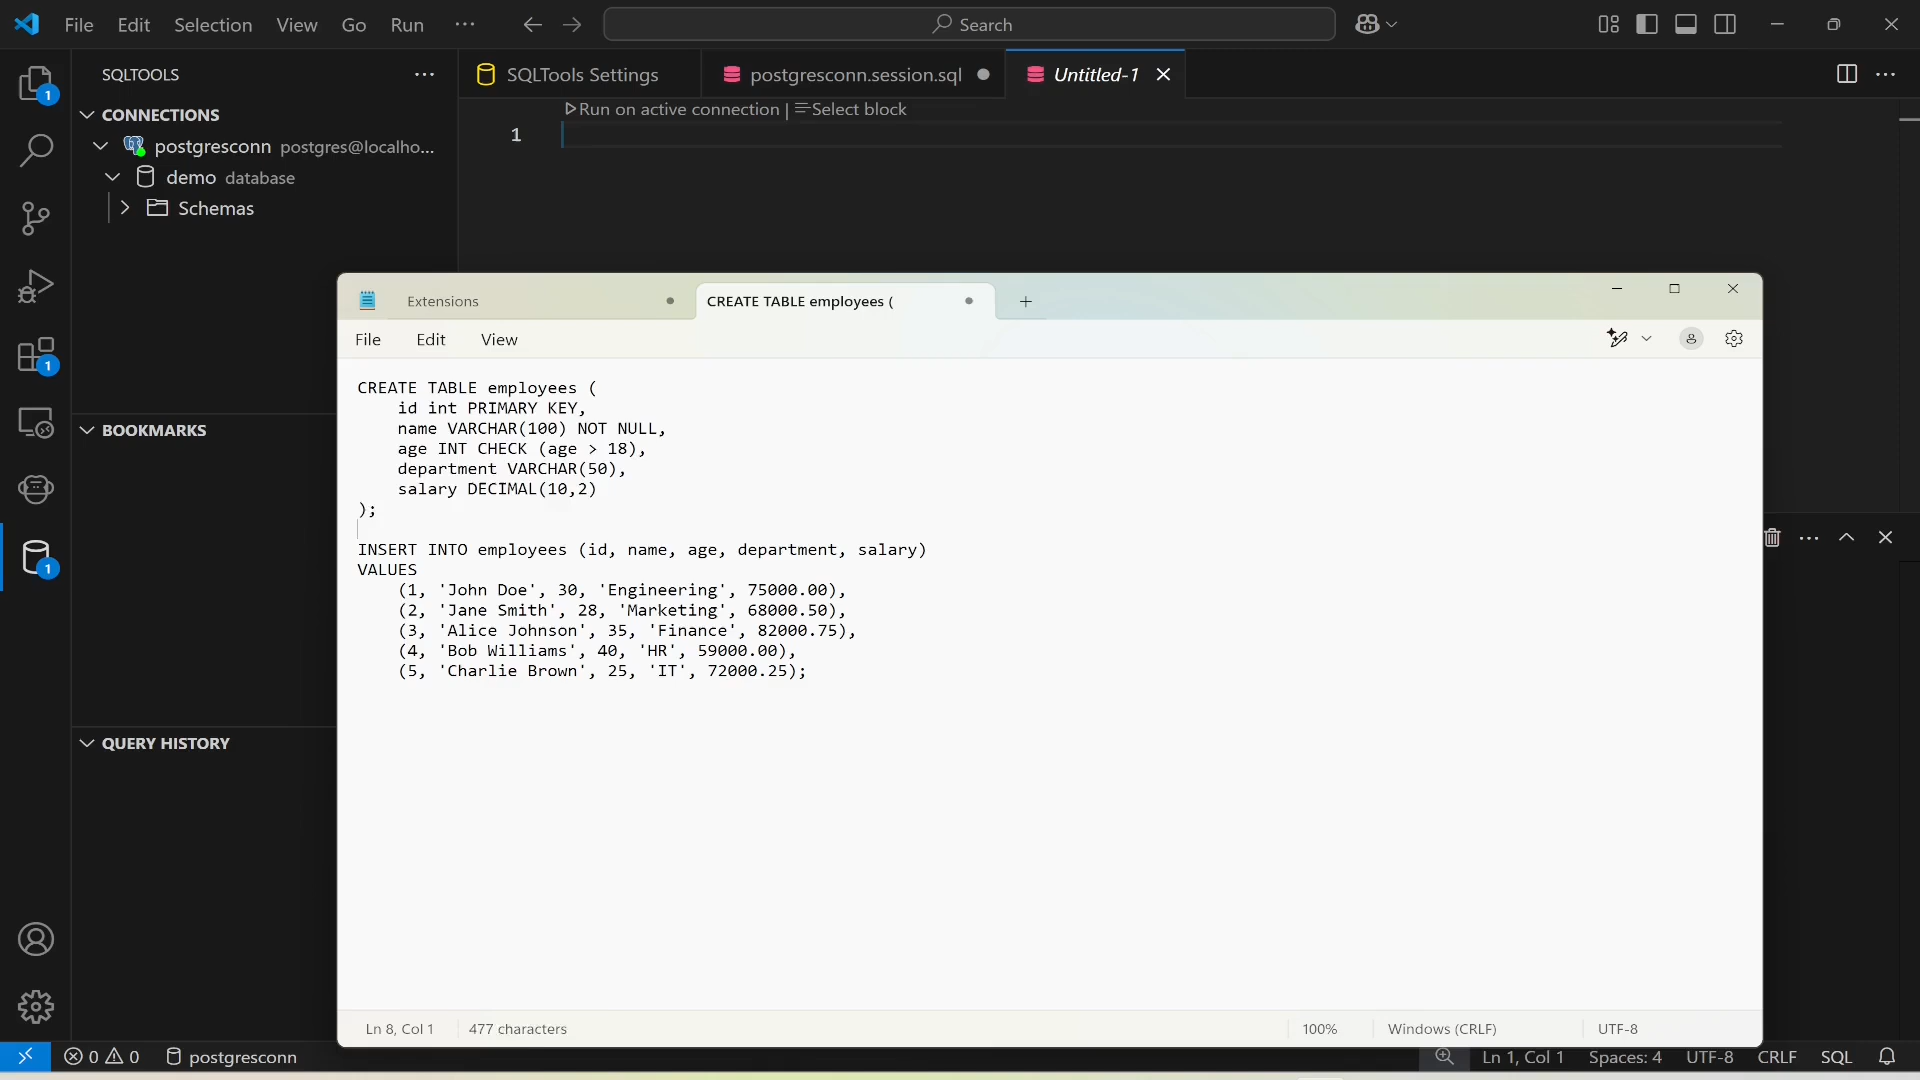 File Edit Selection View Go Run ···
Search
SQLTOOLS
CONNECTIONS
postgresconn postgres@localho...
demo database
Schemas
BOOKMARKS
QUERY HISTORY
SQLTools Settings
postgresconn.session.sql
Untitled-1
Run on active connection | Select block
1
Extensions
CREATE TABLE employees (
File Edit View
CREATE TABLE employees (
id int PRIMARY KEY,
name VARCHAR(100) NOT NULL,
age INT CHECK (age > 18),
department VARCHAR(50),
salary DECIMAL(10,2)
);
INSERT INTO employees (id, name, age, department, salary)
VALUES
(1, 'John Doe', 30, 'Engineering', 75000.00),
(2, 'Jane Smith', 28, 'Marketing', 68000.50),
(3, 'Alice Johnson', 35, 'Finance', 82000.75),
(4, 'Bob Williams', 40, 'HR', 59000.00),
(5, 'Charlie Brown', 25, 'IT', 72000.25);
Ln 8, Col 1
477 characters
100%
Windows (CRLF)
UTF-8
1
1
1
0 0
postgresconn
Ln 1, Col 1
Spaces: 4
UTF-8
CRLF
SQL